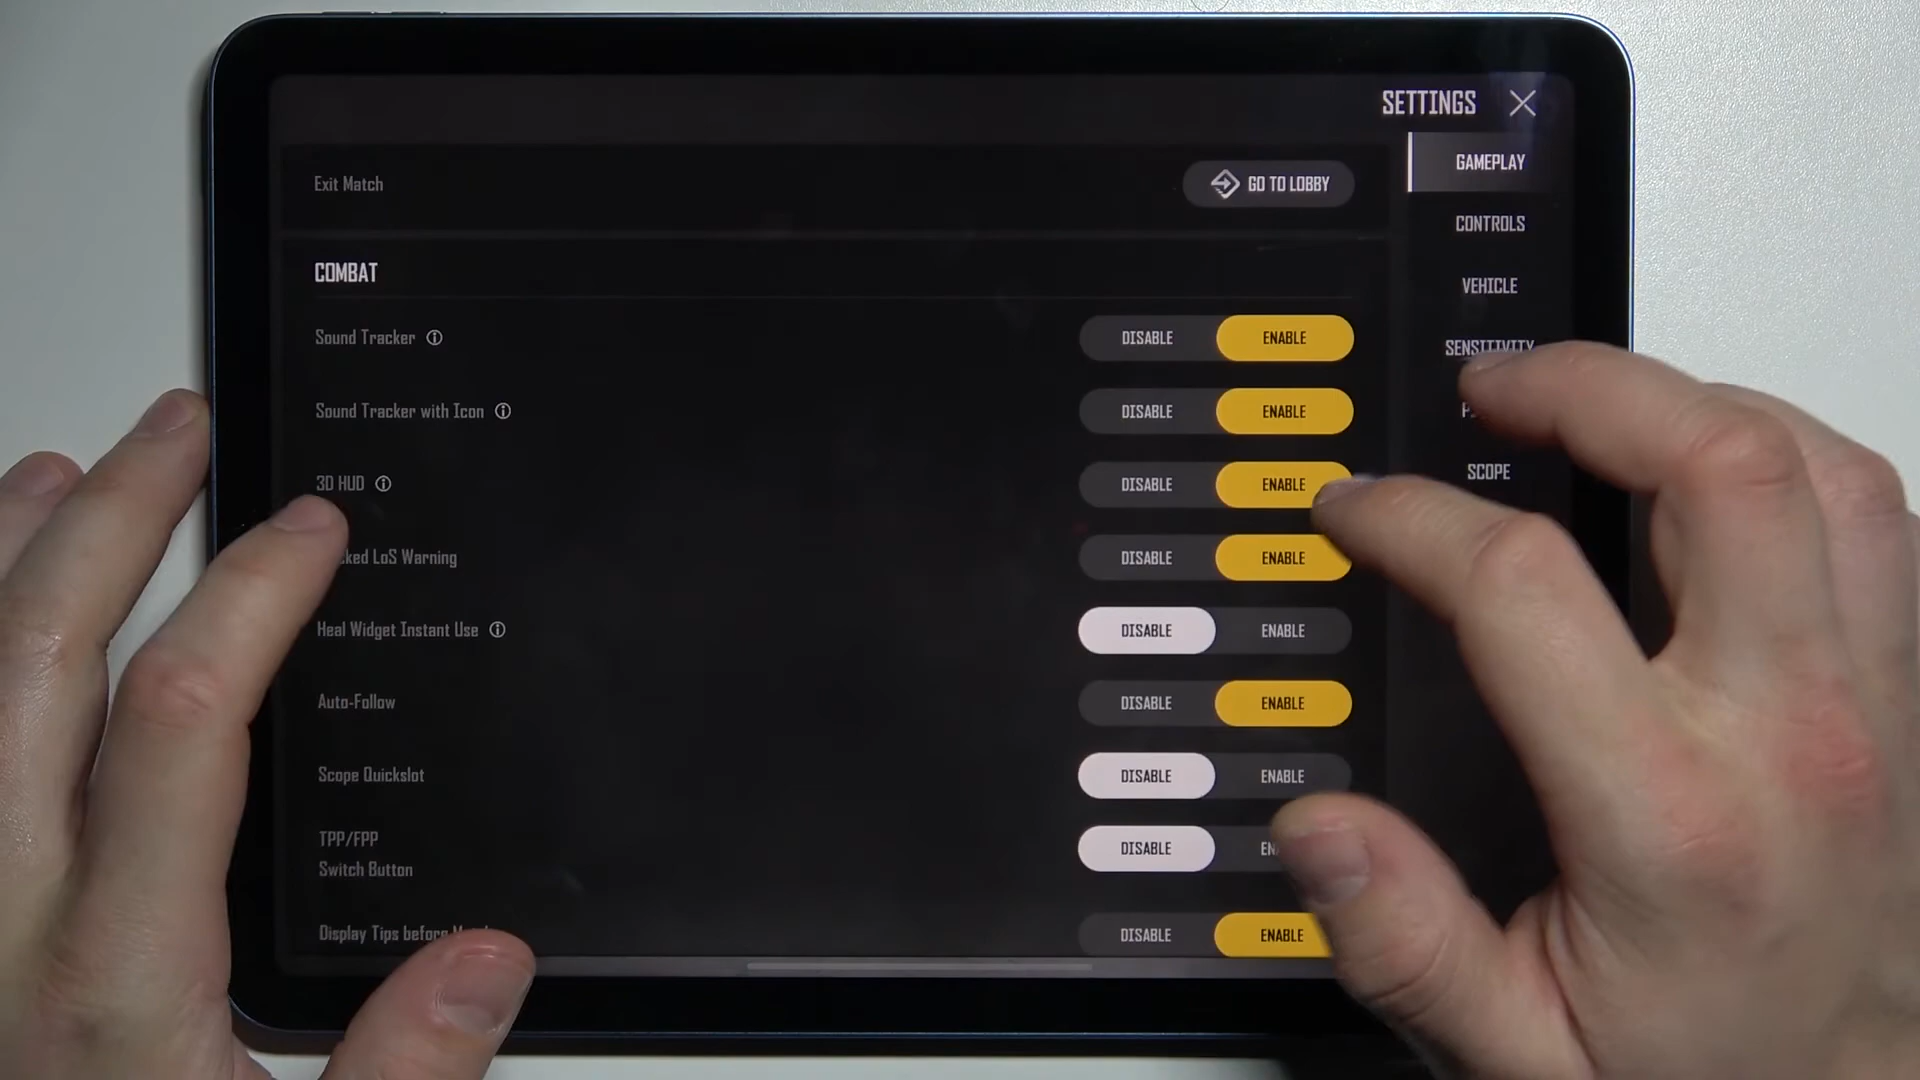 SETTINGS
Exit Match
GO TO LOBBY
GAMEPLAY
CONTROLS
VEHICLE
SENSITIVITY
SCOPE
COMBAT
Sound Tracker DISABLE ENABLE
Sound Tracker with Icon DISABLE ENABLE
3D HUD DISABLE ENABLE
LoS Warning DISABLE ENABLE
Heal Widget Instant Use DISABLE ENABLE
Auto-Follow DISABLE ENABLE
Scope Quickslot DISABLE ENABLE
TPP/FPP
Switch Button DISABLE
Display Tips before DISABLE ENABLE